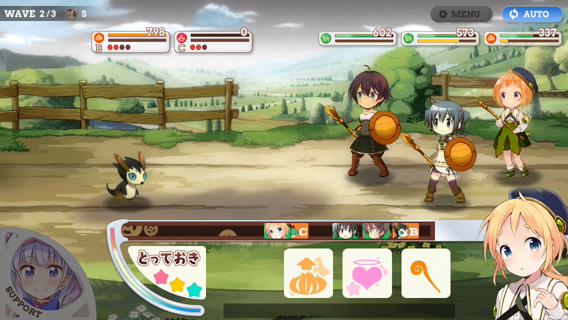 WAVE 2/3 5
MENU
AUTO
798
B
0
C
602
573
337
C
B
とっておき
SUPPORT